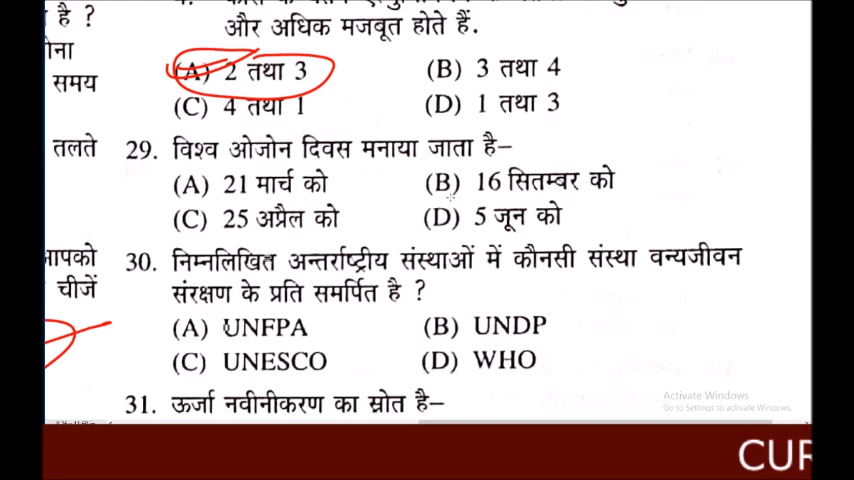 है ?
और अधिक मजबूत होते हैं.
(A) 2 तथा 3 (B) 3 तथा 4
समय
(C) 4 तथा 1 (D) 1 तथा 3
तलते
29. विश्व ओजोन दिवस मनाया जाता है–
(A) 21 मार्च को (B) 16 सितम्बर को
(C) 25 अप्रैल को (D) 5 जून को
आपको
30. निम्नलिखित अन्तर्राष्ट्रीय संस्थाओं में कौनसी संस्था वन्यजीवन
चीजें
संरक्षण के प्रति समर्पित है ?
(A) UNFPA (B) UNDP
(C) UNESCO (D) WHO
31. ऊर्जा नवीनीकरण का स्रोत है–
Activate Windows
Go to Settings to activate Windows.
CUR